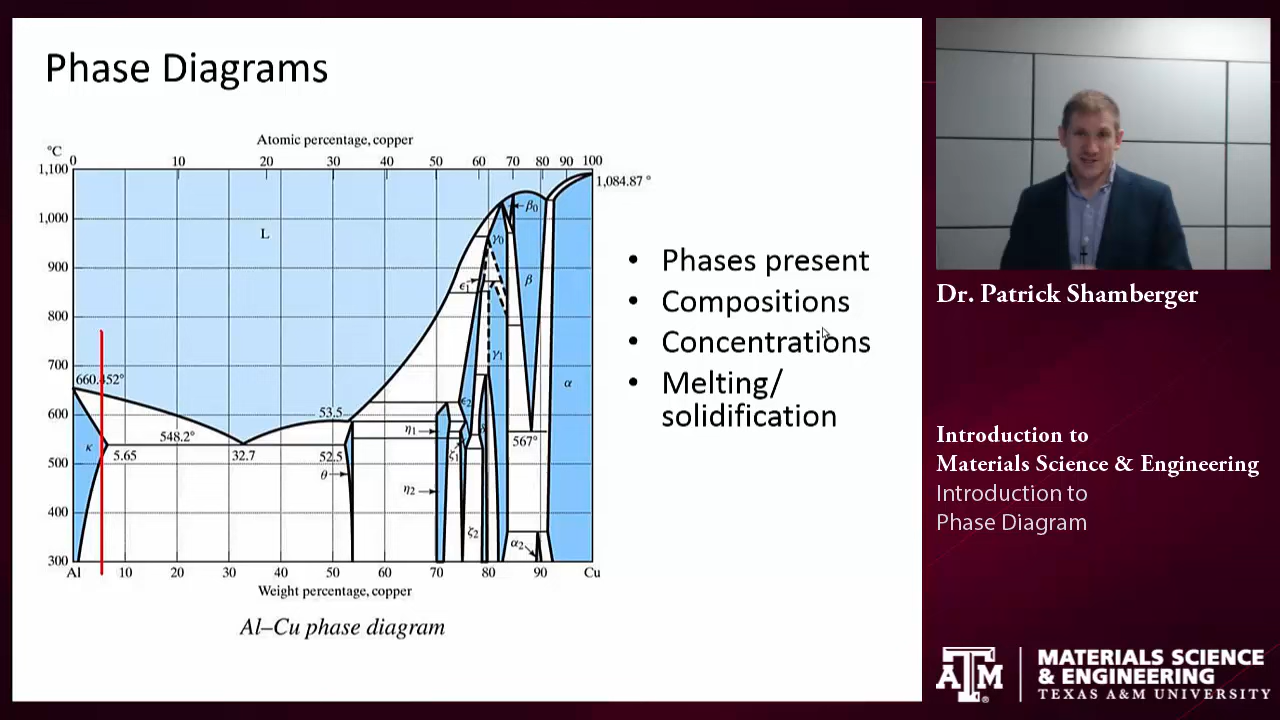 Phase Diagrams
Atomic percentage, copper
°C
0 10 20 30 40 50 60 70 80 90 100
1,100
1,084.87 °
1,000
900
800
700
600
500
400
300
L
β0
γ0
β
ϵ1
γ1
α
660.452°
53.5
ϵ2
548.2°
η1
δ
567°
κ
5.65
32.7
52.5
ζ1
θ
η2
ζ2
α2
Al 10 20 30 40 50 60 70 80 90 Cu
Weight percentage, copper
Al–Cu phase diagram
• Phases present
• Compositions
• Concentrations
• Melting/
solidification
Dr. Patrick Shamberger
Introduction to
Materials Science & Engineering
Introduction to
Phase Diagram
ATM
MATERIALS SCIENCE
& ENGINEERING
TEXAS A&M UNIVERSITY